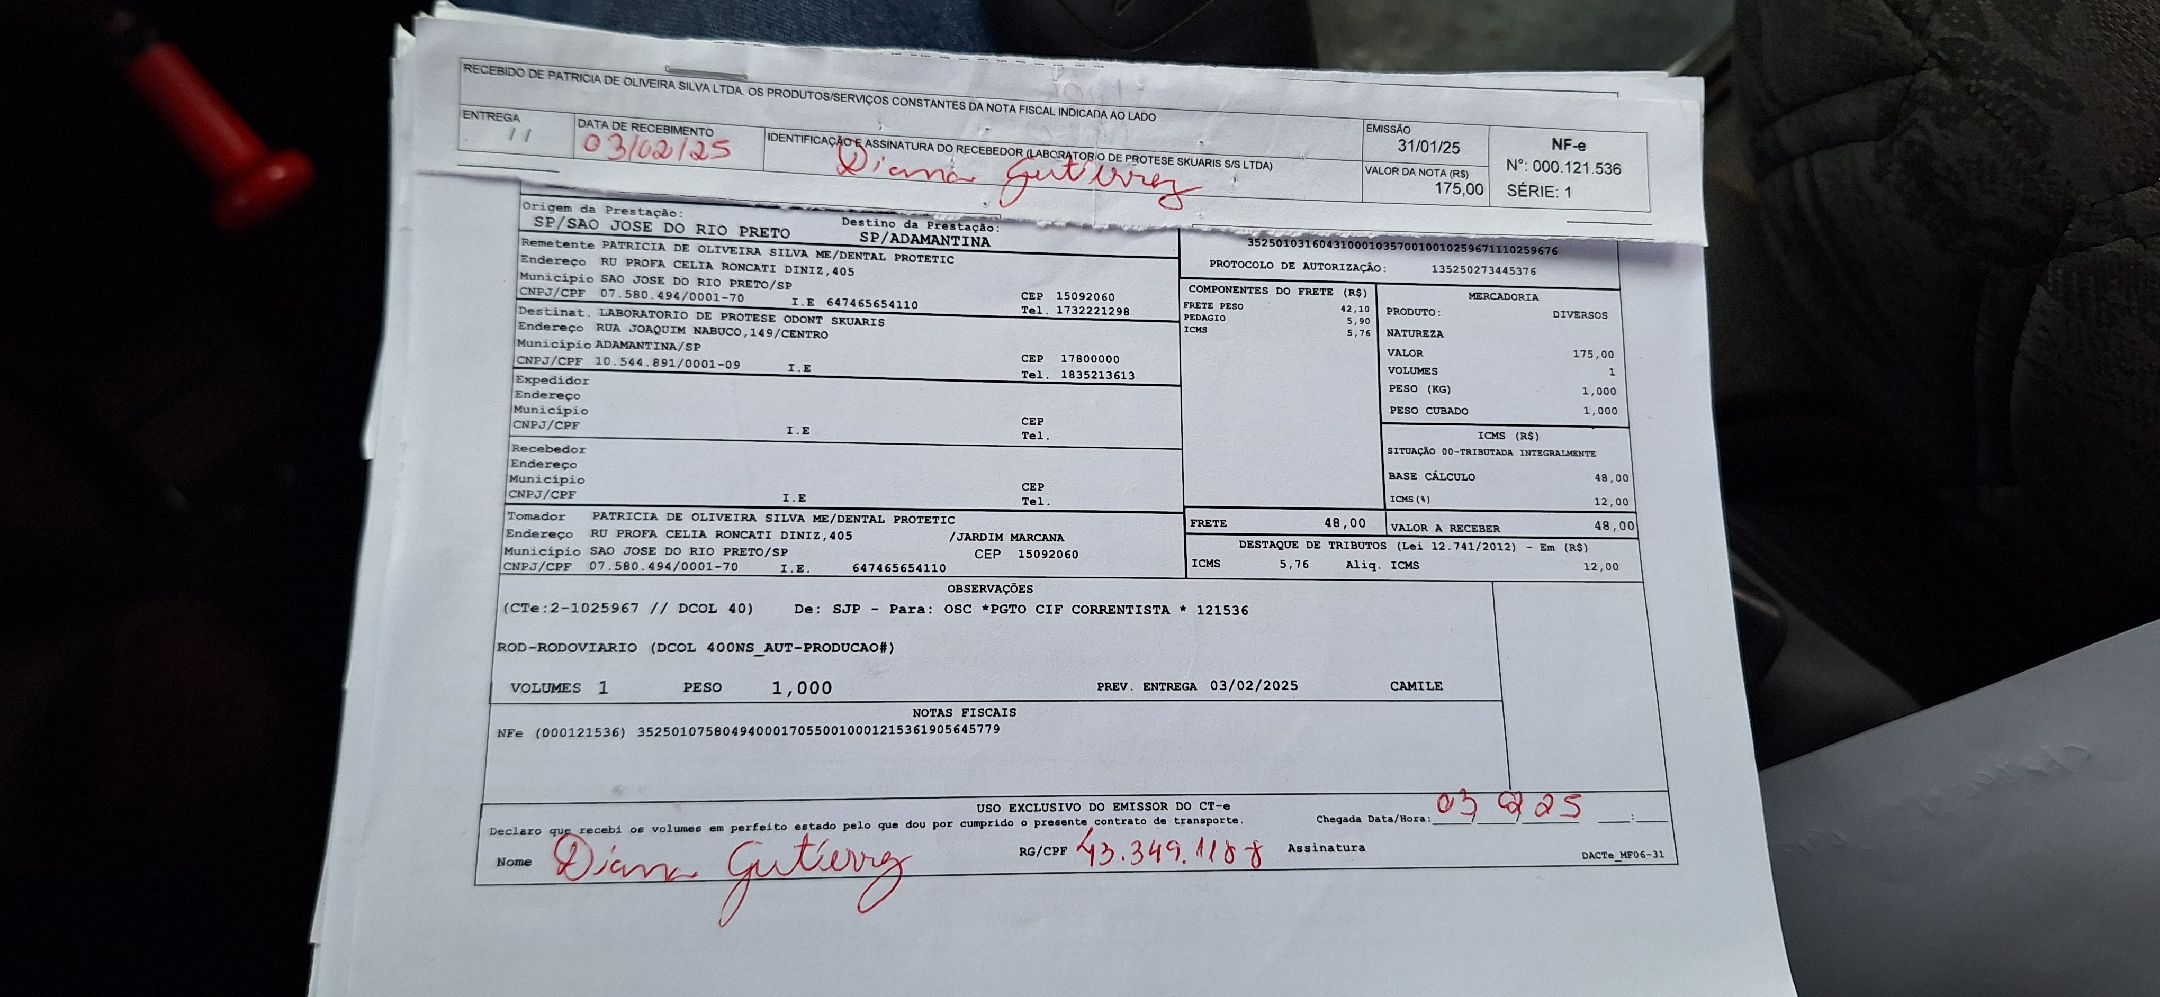 RECEBIDO DE PATRICIA DE OLIVEIRA SILVA LTDA. OS PRODUTOS/SERVIÇOS CONSTANTES DA NOTA FISCAL INDICADA AO LADO
ENTREGA
DATA DE RECEBIMENTO
03/02/25
IDENTIFICAÇÃO E ASSINATURA DO RECEBEDOR (LABORATORIO DE PROTESE SKUARIS S/S LTDA)
Diana Gutierrez
EMISSÃO
31/01/25
VALOR DA NOTA (R$)
175,00
NF-e
N°: 000.121.536
SÉRIE: 1
Origem da Prestação:
SP/SAO JOSE DO RIO PRETO
Destino da Prestação:
SP/ADAMANTINA
35250103160431000103570010010259671110259676
PROTOCOLO DE AUTORIZAÇÃO: 135250273445376
Remetente PATRICIA DE OLIVEIRA SILVA ME/DENTAL PROTETIC
Endereço RU PROFA CELIA RONCATI DINIZ,405
Município SAO JOSE DO RIO PRETO/SP CEP 15092060
CNPJ/CPF 07.580.494/0001-70 I.E 647465654110 Tel. 1732221298
Destinat. LABORATORIO DE PROTESE ODONT SKUARIS
Endereço RUA JOAQUIM NABUCO,149/CENTRO
Município ADAMANTINA/SP CEP 17800000
CNPJ/CPF 10.544.891/0001-09 I.E Tel. 1835213613
Expedidor
Endereço
Município CEP
CNPJ/CPF I.E Tel.
Recebedor
Endereço
Município CEP
CNPJ/CPF I.E Tel.
Tomador PATRICIA DE OLIVEIRA SILVA ME/DENTAL PROTETIC
Endereço RU PROFA CELIA RONCATI DINIZ,405 /JARDIM MARCANA
Município SAO JOSE DO RIO PRETO/SP CEP 15092060
CNPJ/CPF 07.580.494/0001-70 I.E. 647465654110
COMPONENTES DO FRETE (R$)
FRETE PESO 42,10
PEDAGIO 5,90
ICMS 5,76
FRETE 48,00
MERCADORIA
PRODUTO: DIVERSOS
NATUREZA
VALOR 175,00
VOLUMES 1
PESO (KG) 1,000
PESO CUBADO 1,000
ICMS (R$)
SITUAÇÃO 00-TRIBUTADA INTEGRALMENTE
BASE CÁLCULO 48,00
ICMS(%) 12,00
VALOR A RECEBER 48,00
DESTAQUE DE TRIBUTOS (Lei 12.741/2012) - Em (R$)
ICMS 5,76 Aliq. ICMS 12,00
OBSERVAÇÕES
(CTe:2-1025967 // DCOL 40) De: SJP - Para: OSC *PGTO CIF CORRENTISTA * 121536
ROD-RODOVIARIO (DCOL 400NS_AUT-PRODUCAO#)
VOLUMES 1 PESO 1,000 PREV. ENTREGA 03/02/2025 CAMILE
NOTAS FISCAIS
NFe (000121536) 35250107580494000170550010001215361905645779
USO EXCLUSIVO DO EMISSOR DO CT-e
Declaro que recebi os volumes em perfeito estado pelo que dou por cumprido o presente contrato de transporte. Chegada Data/Hora: 03 02 25 __:__
Nome Diana Gutierrez RG/CPF 43.349.1188 Assinatura
DACTe_MF06-31